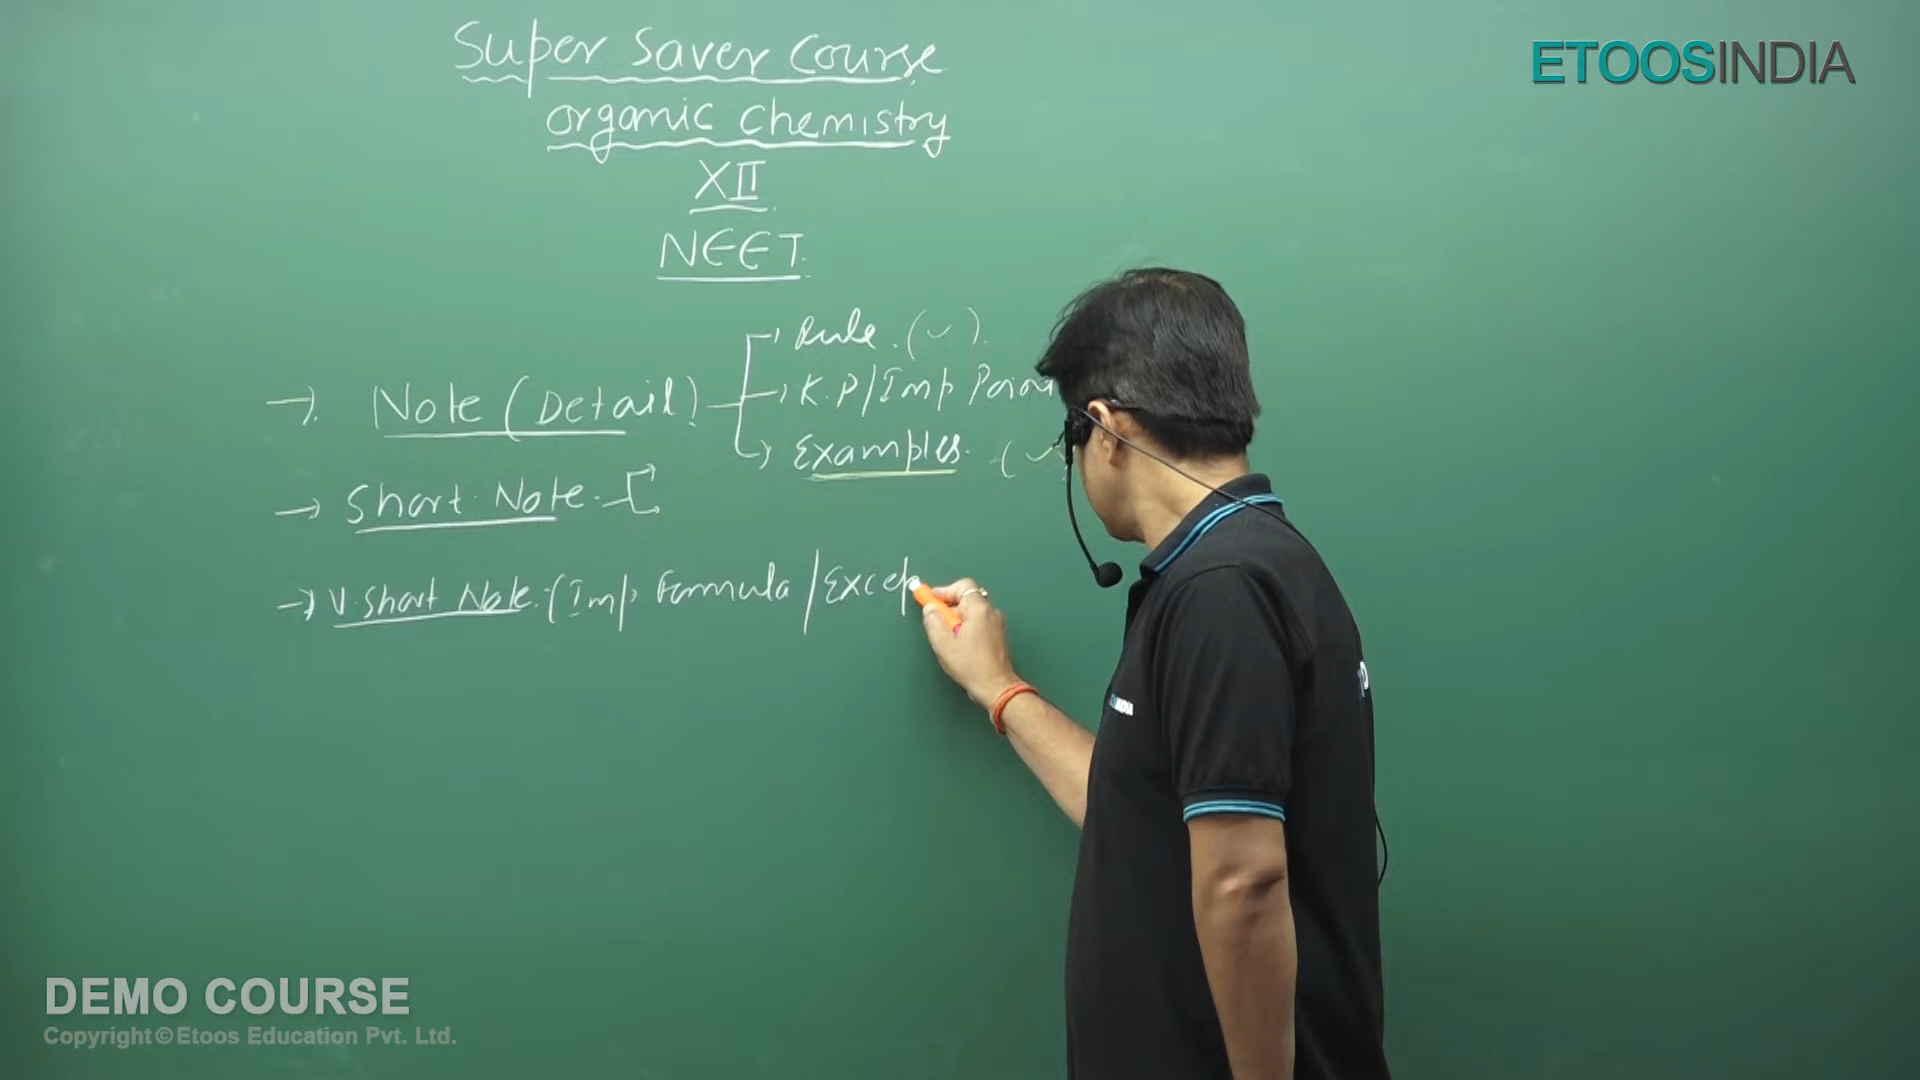 Super Saver Course
ETOOSINDIA
organic chemistry
XII
NEET
Rule. (✓).
→ Note (Detail)
K.P/Imp
Examples. (✓
→ Short Note.
→ V. Short Note. (Imp Formula / Excep
DEMO COURSE
Copyright © Etoos Education Pvt. Ltd.